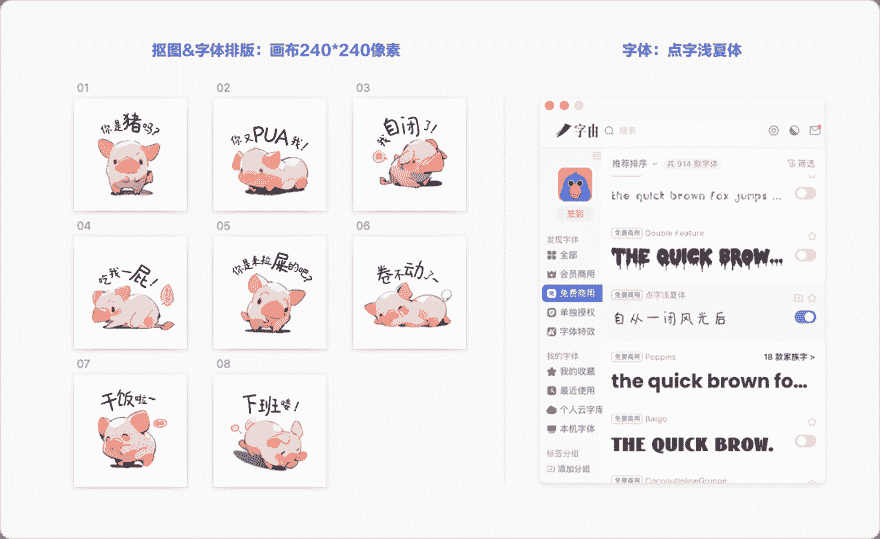 抠图&字体排版：画布240*240像素
字体：点字浅夏体
01
02
03
你是猪吗?
你又PUA我!
我自闭了!
04
05
06
吃我一屁!
你是来拉屎的吧?
卷不动了~
07
08
干饭啦~
下班喽!
字由
搜索
推荐排序
共 914 款字体
筛选
签到
发现字体
全部
会员商用
免费商用
单独授权
字体特效
我的字体
我的收藏
最近使用
个人云字库
本机字体
标签分组
添加分组
the quick brown fox jumps ...
免费商用 Double Feature
THE QUICK BROW...
免费商用 点字浅夏体
自从一闭风光后
免费商用 Poppins
18 款家族字 >
the quick brown fo...
免费商用 Baigo
THE QUICK BROW.
免费商用 CoconutInlineGrunge